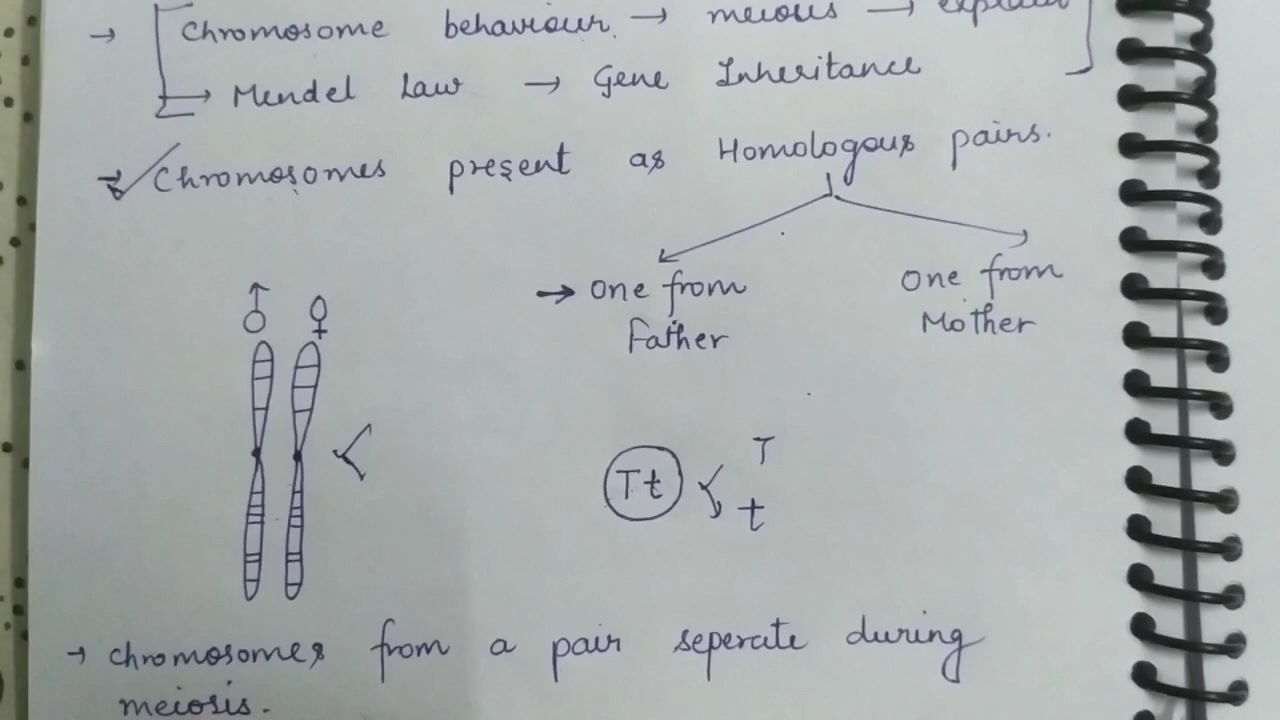 → Chromosome behaviour. → meiosis → explain
→ Mendel Law → Gene Inheritance
Chromosomes present as Homologous pairs.
→ One from Father
One from Mother
♂ ♀
Tt
T
t
→ chromosomes from a pair seperate during
meiosis.